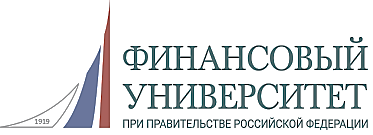 ФИНАНСОВЫЙ
УНИВЕРСИТЕТ
ПРИ ПРАВИТЕЛЬСТВЕ РОССИЙСКОЙ ФЕДЕРАЦИИ
1919